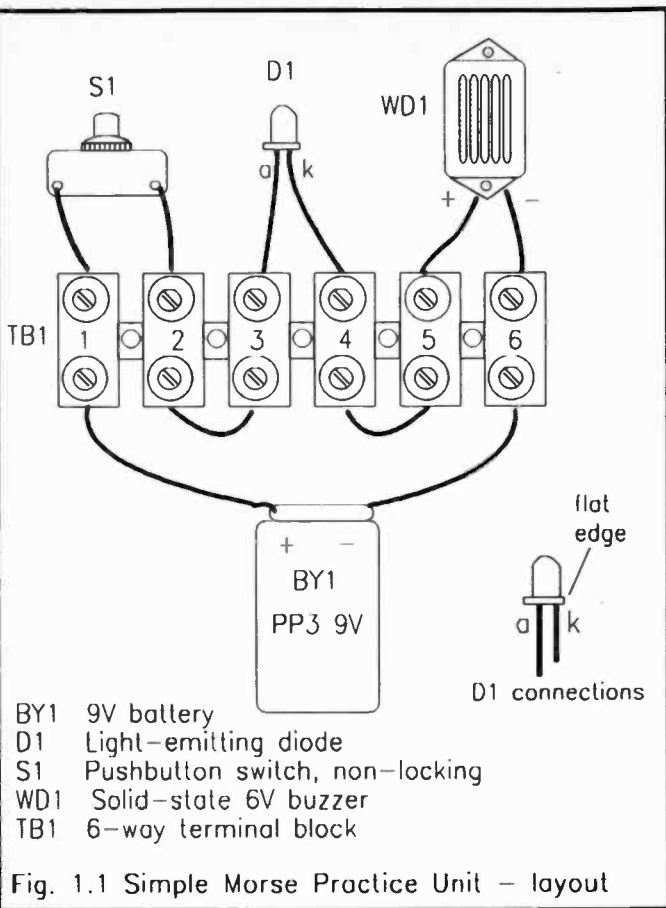 S1
D1
WD1
a k
+ −
TB1
1 2 3 4 5 6
flat
edge
+ −
BY1
PP3 9V
a k
D1 connections
BY1 9V battery
D1 Light−emitting diode
S1 Pushbutton switch, non−locking
WD1 Solid−state 6V buzzer
TB1 6−way terminal block
Fig. 1.1 Simple Morse Practice Unit − layout